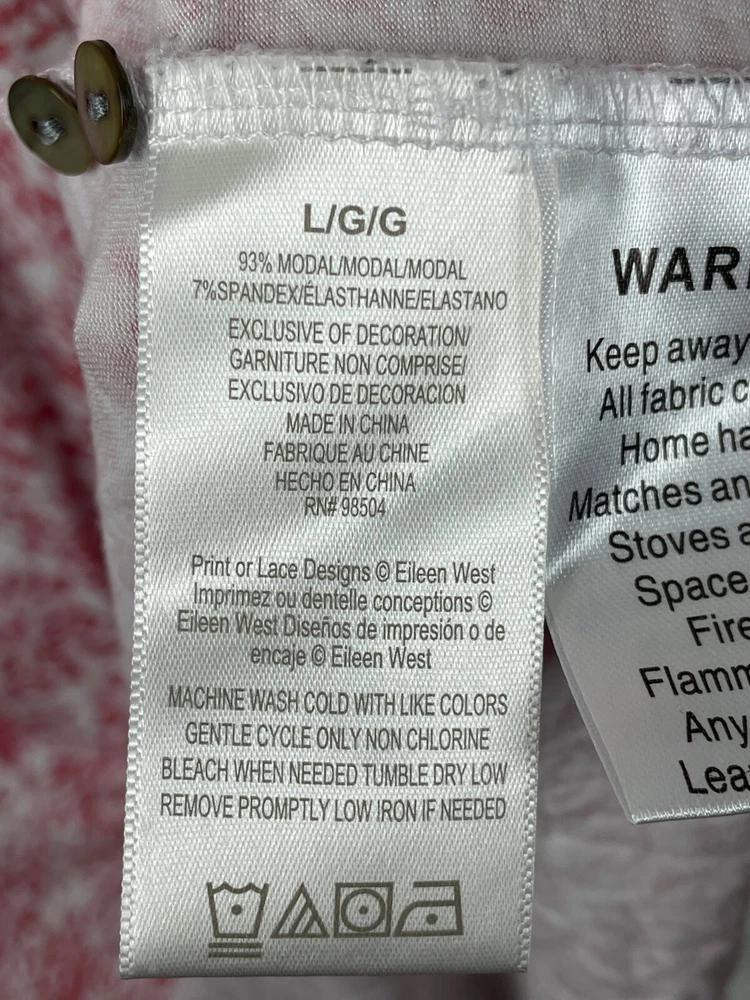 L/G/G
93% MODAL/MODAL/MODAL
7%SPANDEX/ÉLASTHANNE/ELASTANO
EXCLUSIVE OF DECORATION/
GARNITURE NON COMPRISE/
EXCLUSIVO DE DECORACION
MADE IN CHINA
FABRIQUE AU CHINE
HECHO EN CHINA
RN# 98504
Print or Lace Designs © Eileen West
Imprimez ou dentelle conceptions ©
Eileen West Diseños de impresión o de
encaje © Eileen West
MACHINE WASH COLD WITH LIKE COLORS
GENTLE CYCLE ONLY NON CHLORINE
BLEACH WHEN NEEDED TUMBLE DRY LOW
REMOVE PROMPTLY LOW IRON IF NEEDED
WAR
Keep away
All fabric c
Home ha
Matches an
Stoves a
Space
Fire
Flamm
Any
Lea